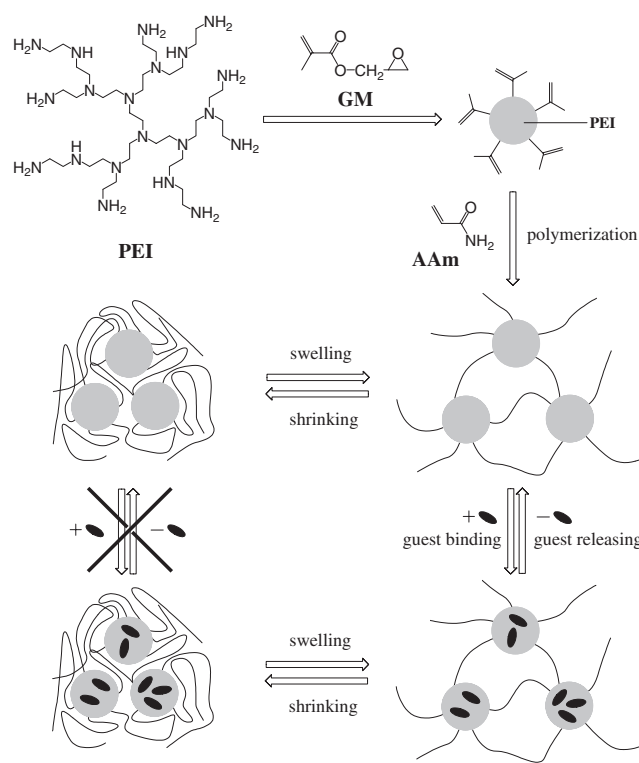 NH2
NH2
H2N
NH
HN
NH2
N
N
NH2
H2N
N
N
N
NH2
N
N
N
NH2
H2N
H
N
N
NH2
HN
NH2
NH2
PEI
O
O
O
CH2
GM
PEI
O
NH2
AAm
polymerization
swelling
shrinking
+
−
+
−
guest binding
guest releasing
swelling
shrinking